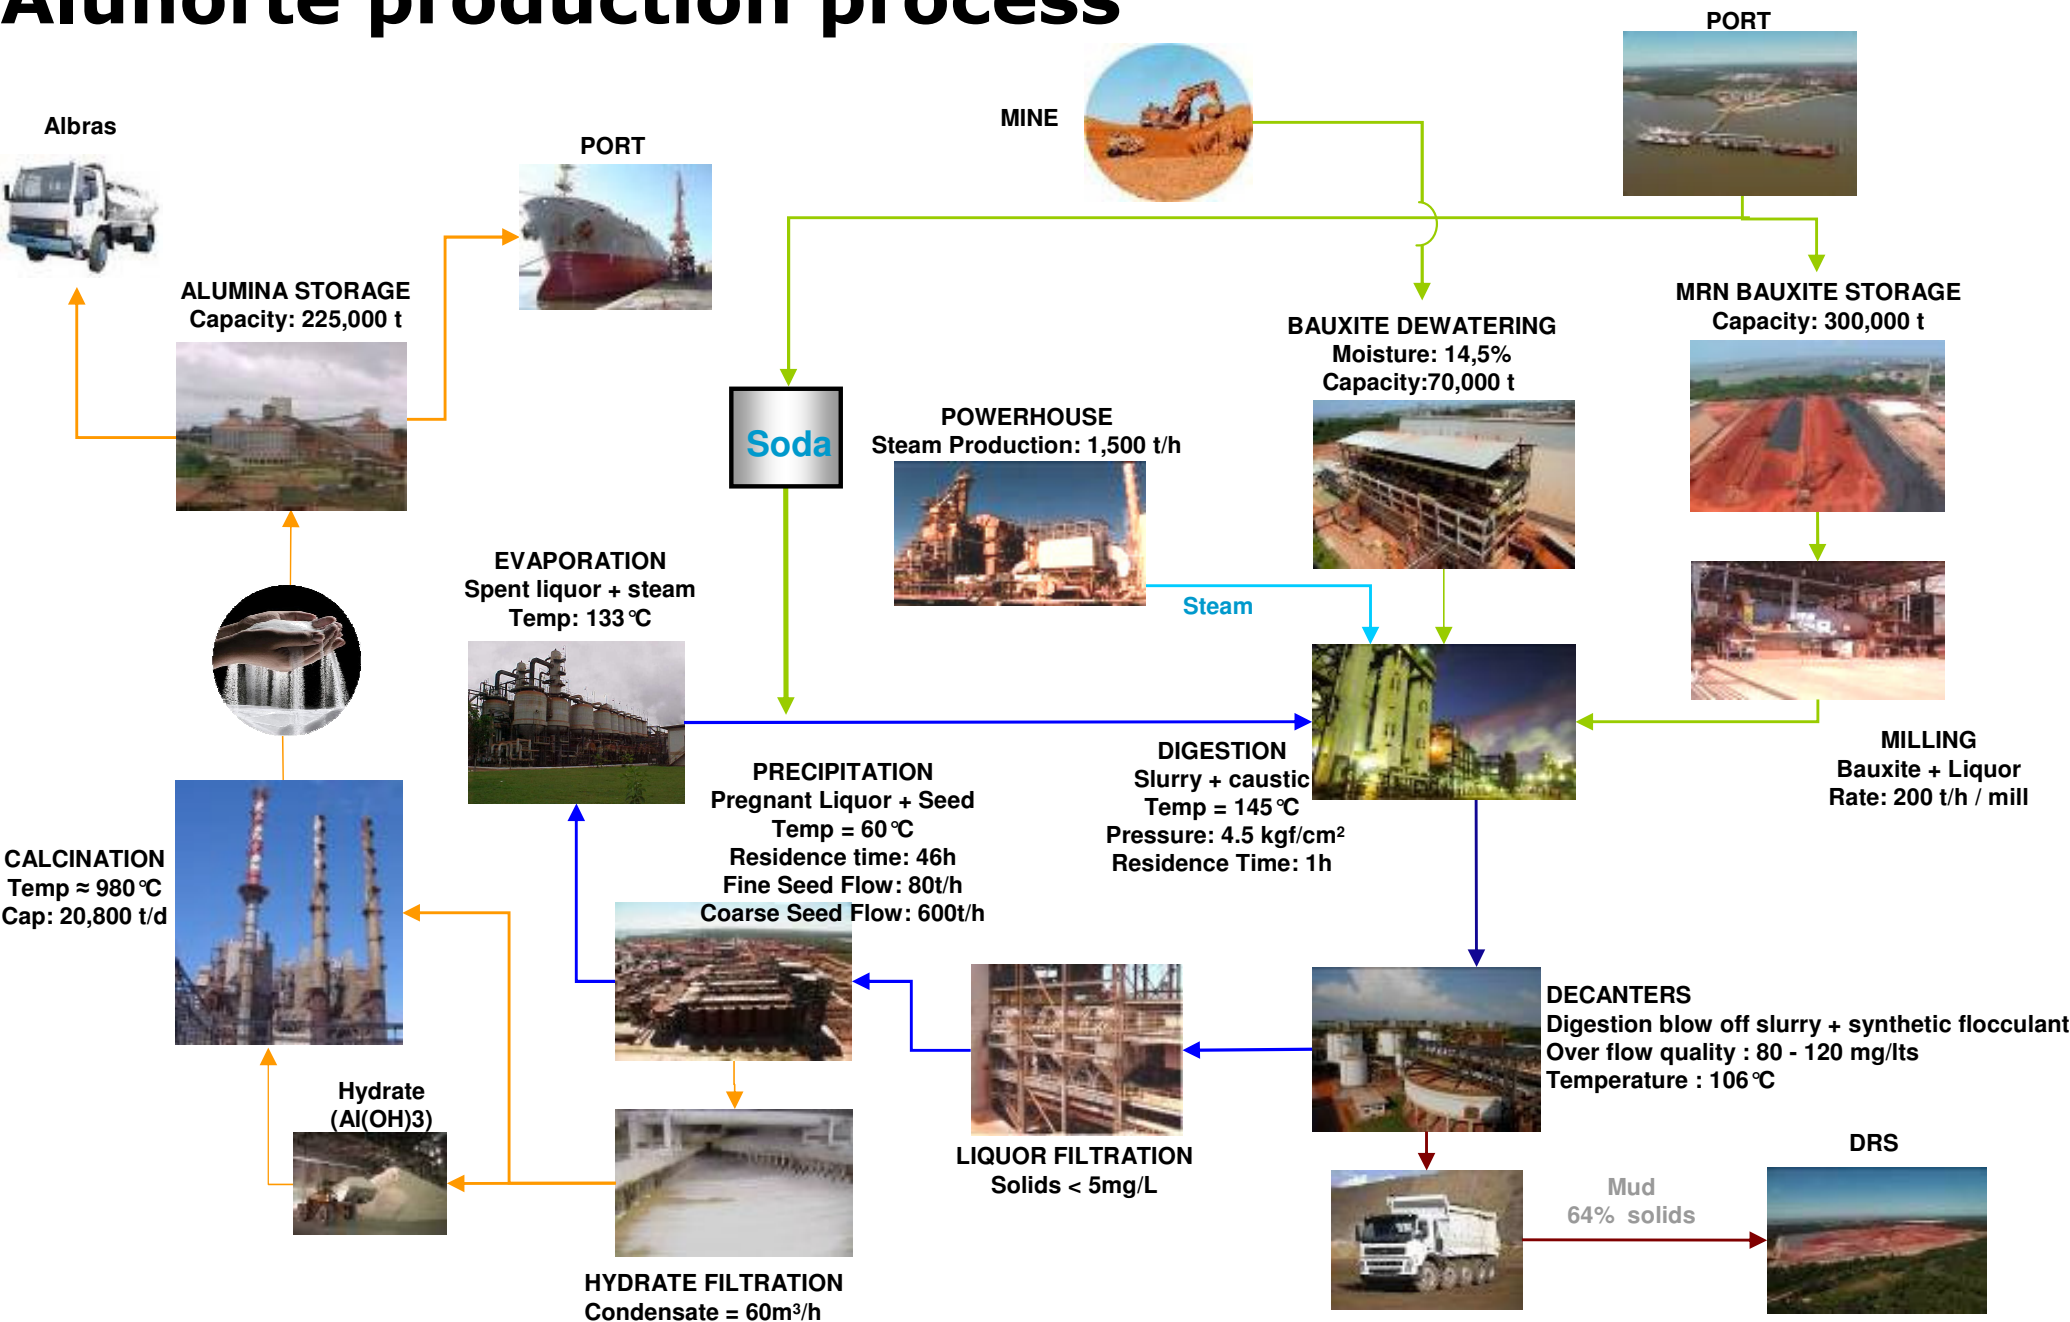 Alunorte production process
PORT
MINE
Albras
PORT
ALUMINA STORAGE
Capacity: 225,000 t
MRN BAUXITE STORAGE
Capacity: 300,000 t
BAUXITE DEWATERING
Moisture: 14,5%
Capacity:70,000 t
POWERHOUSE
Steam Production: 1,500 t/h
Soda
EVAPORATION
Spent liquor + steam
Temp: 133°C
Steam
MILLING
Bauxite + Liquor
Rate: 200 t/h / mill
DIGESTION
Slurry + caustic
Temp = 145°C
Pressure: 4.5 kgf/cm²
Residence Time: 1h
PRECIPITATION
Pregnant Liquor + Seed
Temp = 60°C
Residence time: 46h
Fine Seed Flow: 80t/h
Coarse Seed Flow: 600t/h
CALCINATION
Temp ≈ 980°C
Cap: 20,800 t/d
DECANTERS
Digestion blow off slurry + synthetic flocculant
Over flow quality : 80 - 120 mg/lts
Temperature : 106°C
Hydrate
(Al(OH)3)
LIQUOR FILTRATION
Solids < 5mg/L
DRS
Mud
64% solids
HYDRATE FILTRATION
Condensate = 60m³/h